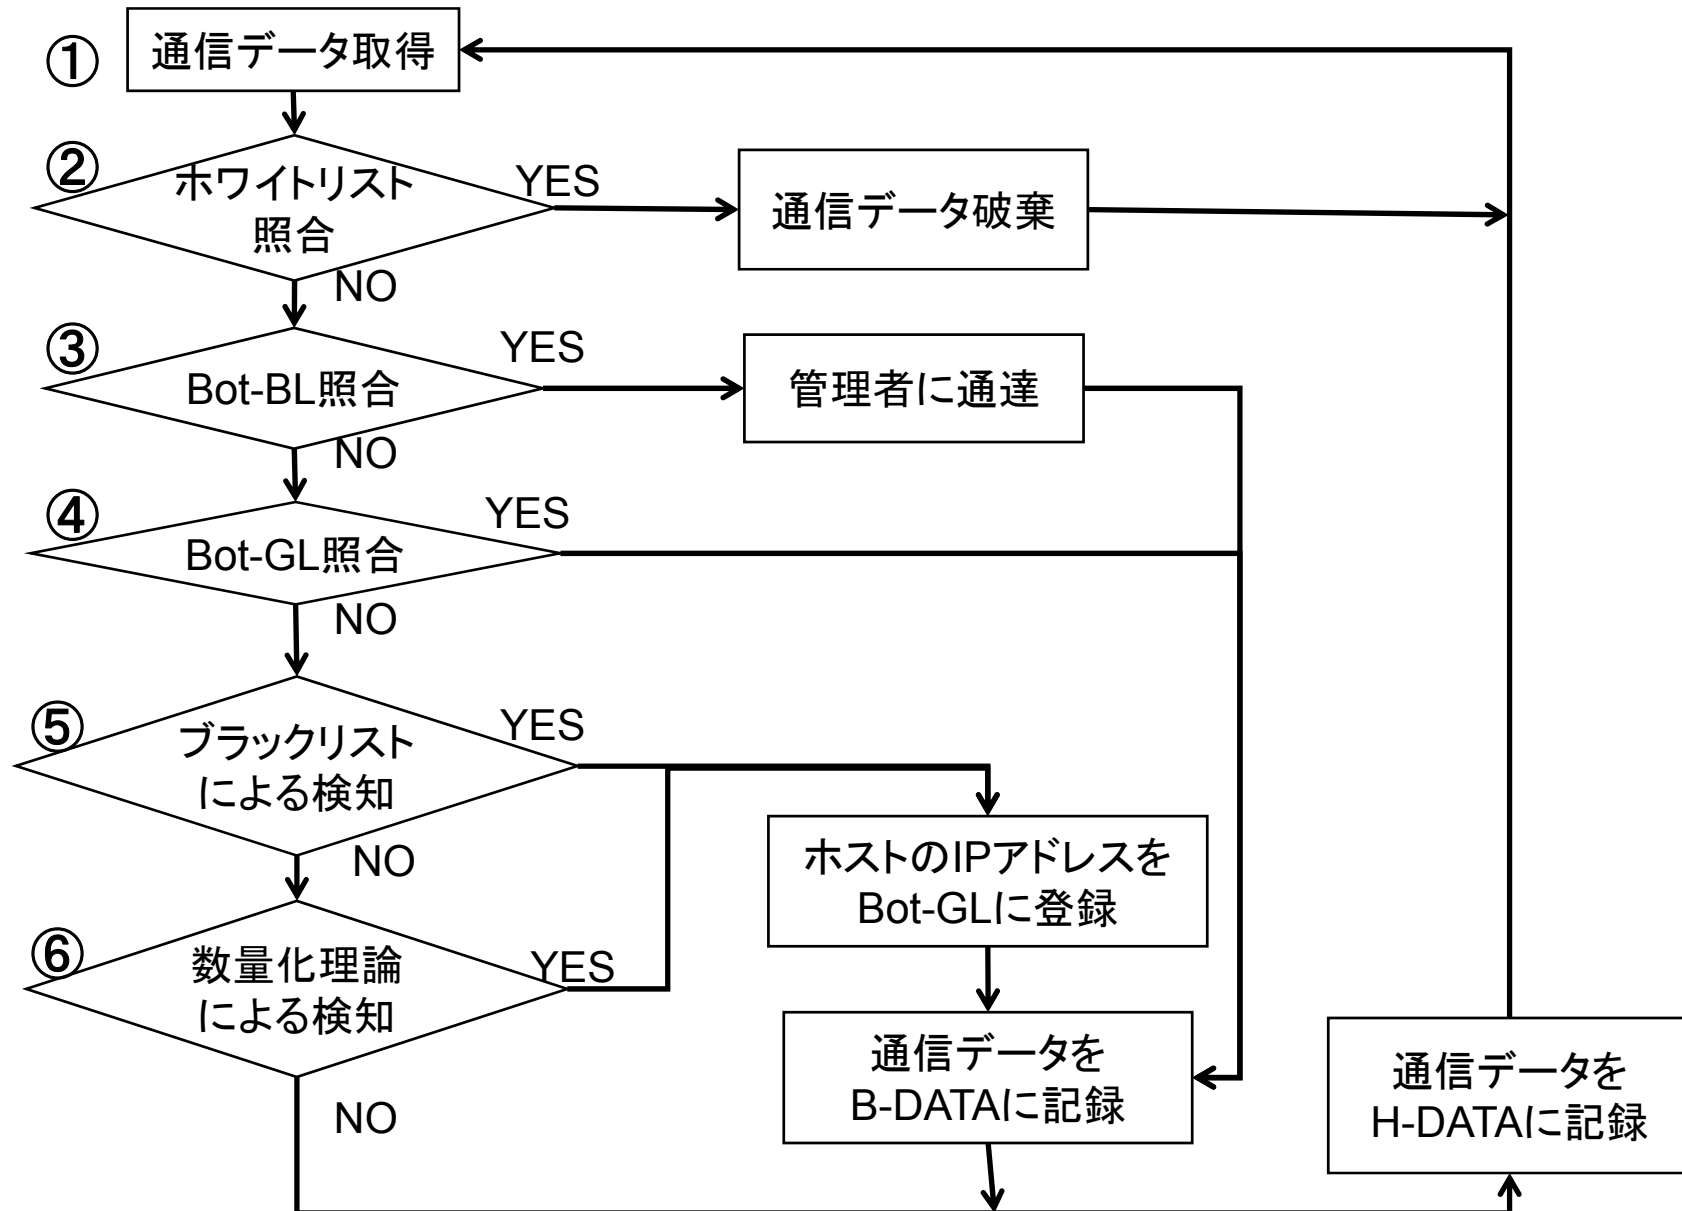 ①
通信データ取得
②
ホワイトリスト
照合
YES
通信データ破棄
NO
③
Bot-BL照合
YES
管理者に通達
NO
④
Bot-GL照合
YES
NO
⑤
ブラックリスト
による検知
YES
NO
ホストのIPアドレスを
Bot-GLに登録
⑥
数量化理論
による検知
YES
NO
通信データを
B-DATAに記録
通信データを
H-DATAに記録